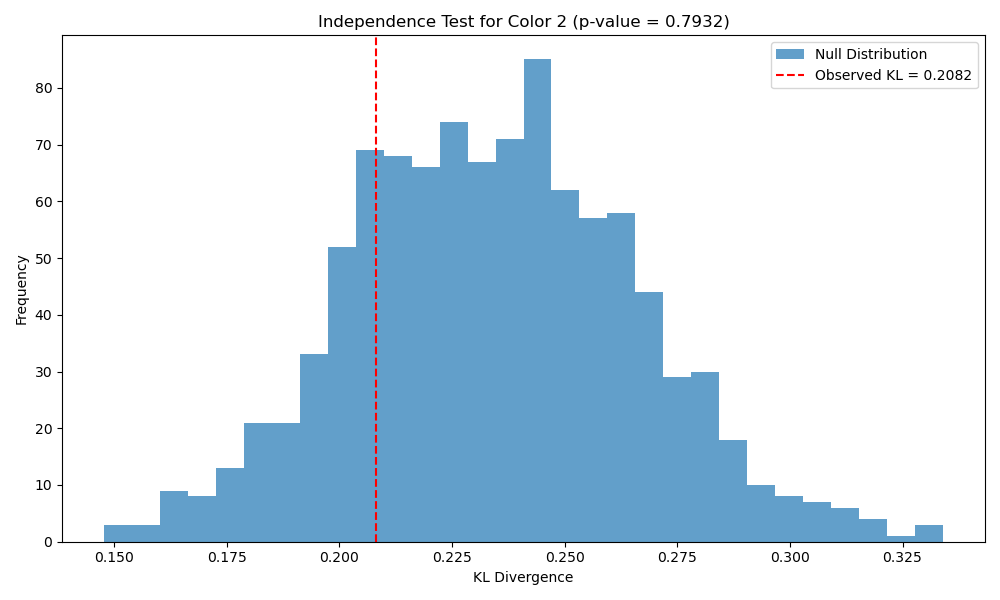 Independence Test for Color 2 (p-value = 0.7932)
Null Distribution
Observed KL = 0.2082
Frequency
80
70
60
50
40
30
20
10
0
0.150 0.175 0.200 0.225 0.250 0.275 0.300 0.325
KL Divergence